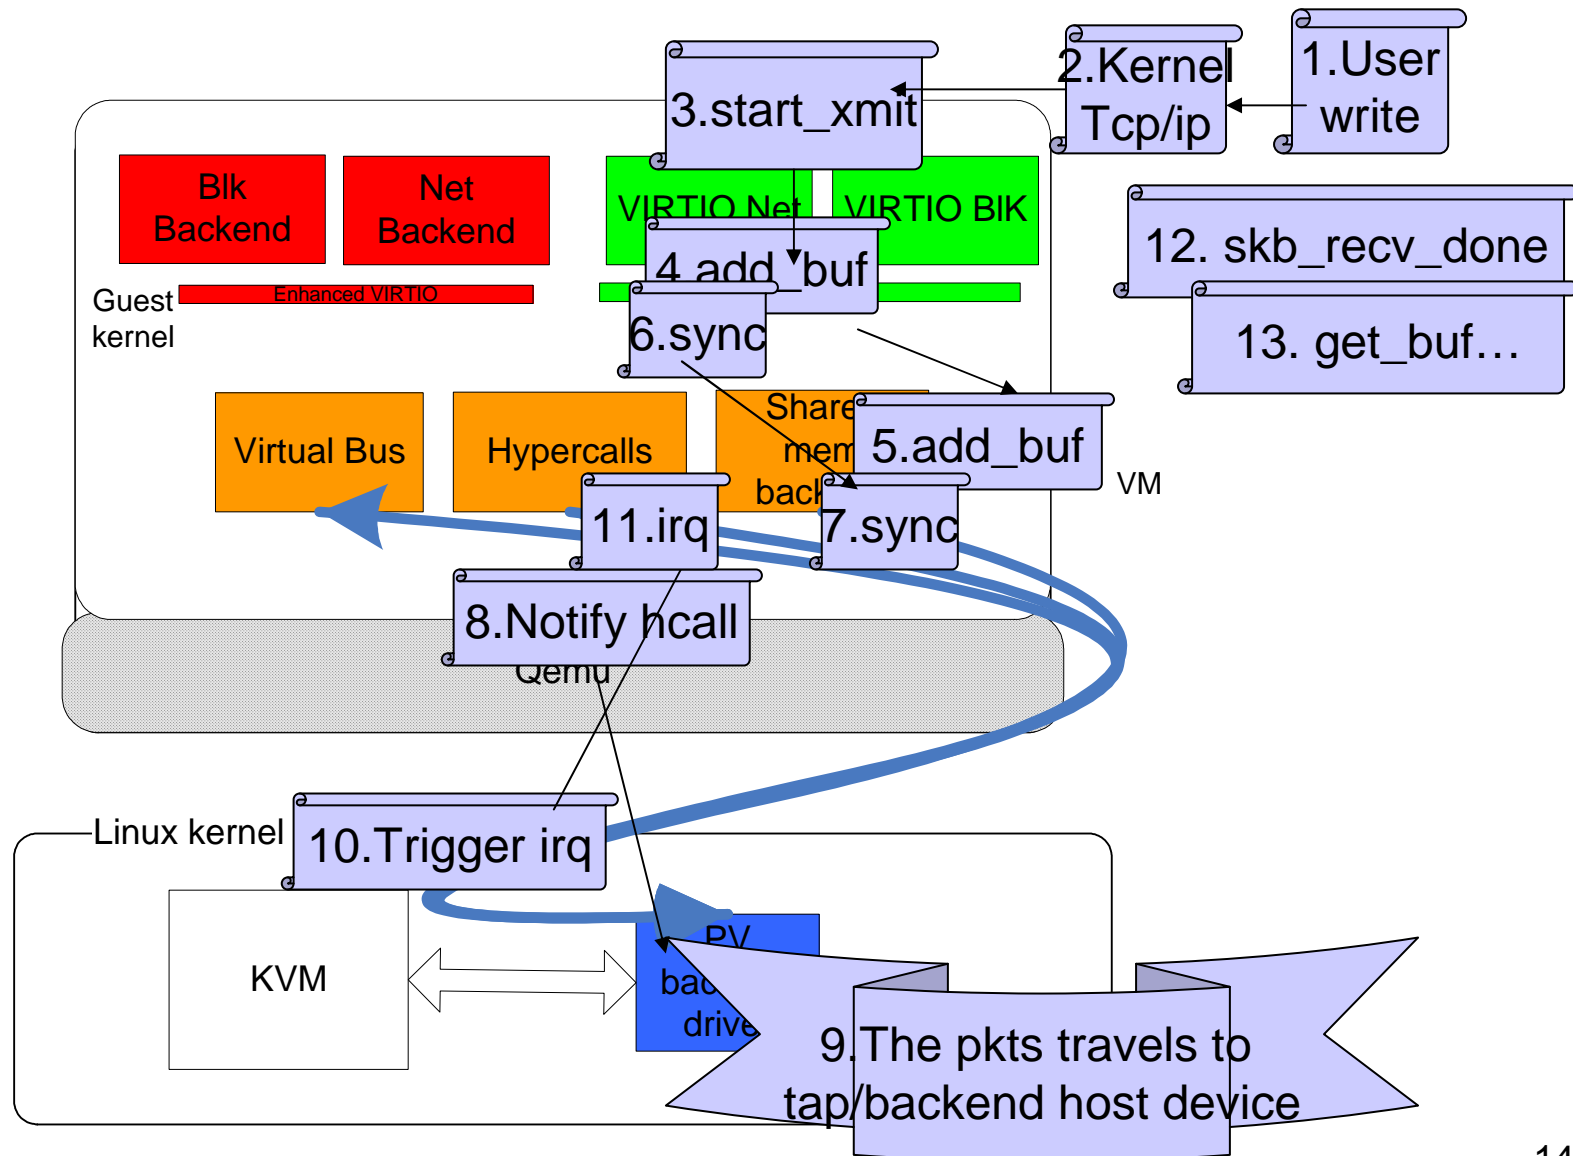 1.User
write
2.Kernel
Tcp/ip
3.start_xmit
Blk
Backend
Net
Backend
VIRTIO Net
VIRTIO BlK
4.add_buf
12. skb_recv_done
Guest
kernel
Enhanced VIRTIO
6.sync
13. get_buf...
Virtual Bus
Hypercalls
Share
mem
back
5.add_buf
VM
11.irq
7.sync
8.Notify hcall
Qemu
Linux kernel
10.Trigger irq
KVM
PV
bac
drive
9.The pkts travels to
tap/backend host device
14